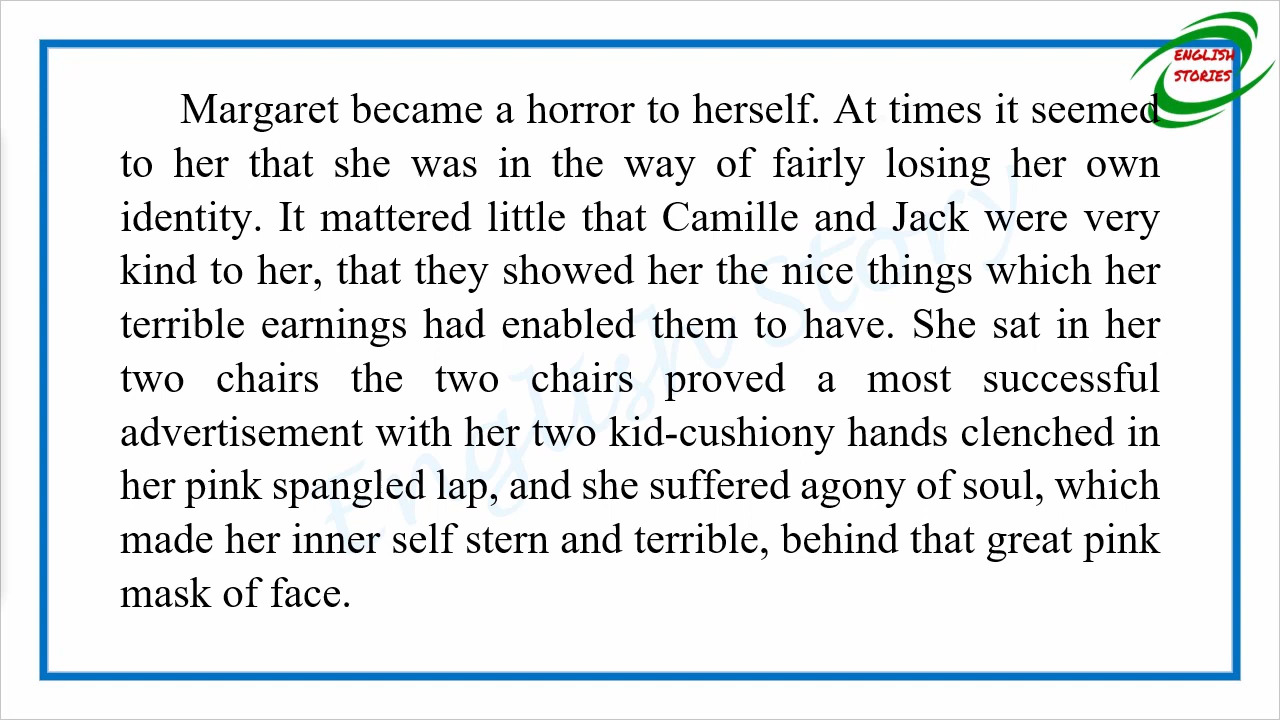 ENGLISH
STORIES
Margaret became a horror to herself. At times it seemed
to her that she was in the way of fairly losing her own
identity. It mattered little that Camille and Jack were very
kind to her, that they showed her the nice things which her
terrible earnings had enabled them to have. She sat in her
two chairs the two chairs proved a most successful
advertisement with her two kid-cushiony hands clenched in
her pink spangled lap, and she suffered agony of soul, which
made her inner self stern and terrible, behind that great pink
mask of face.
English Story